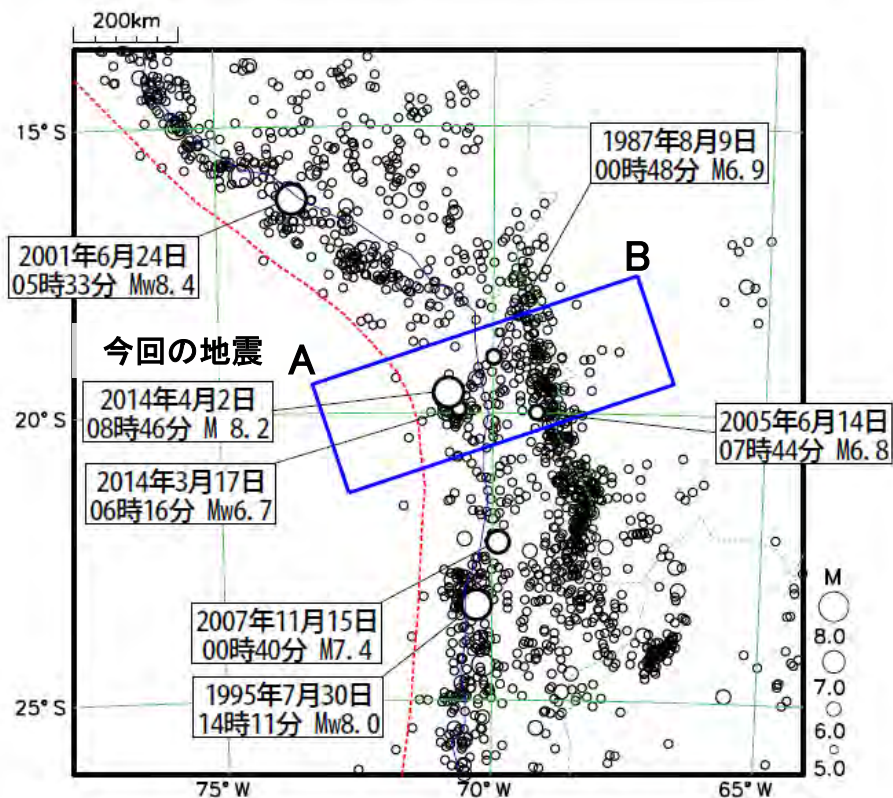 200km
15° S
1987年8月9日
00時48分 M6.9
2001年6月24日
05時33分 Mw8.4
B
今回の地震
A
2014年4月2日
08時46分 M 8.2
20° S
2005年6月14日
07時44分 M6.8
2014年3月17日
06時16分 Mw6.7
2007年11月15日
00時40分 M7.4
1995年7月30日
14時11分 Mw8.0
M
8.0
7.0
6.0
5.0
25° S
75° W
70° W
65° W